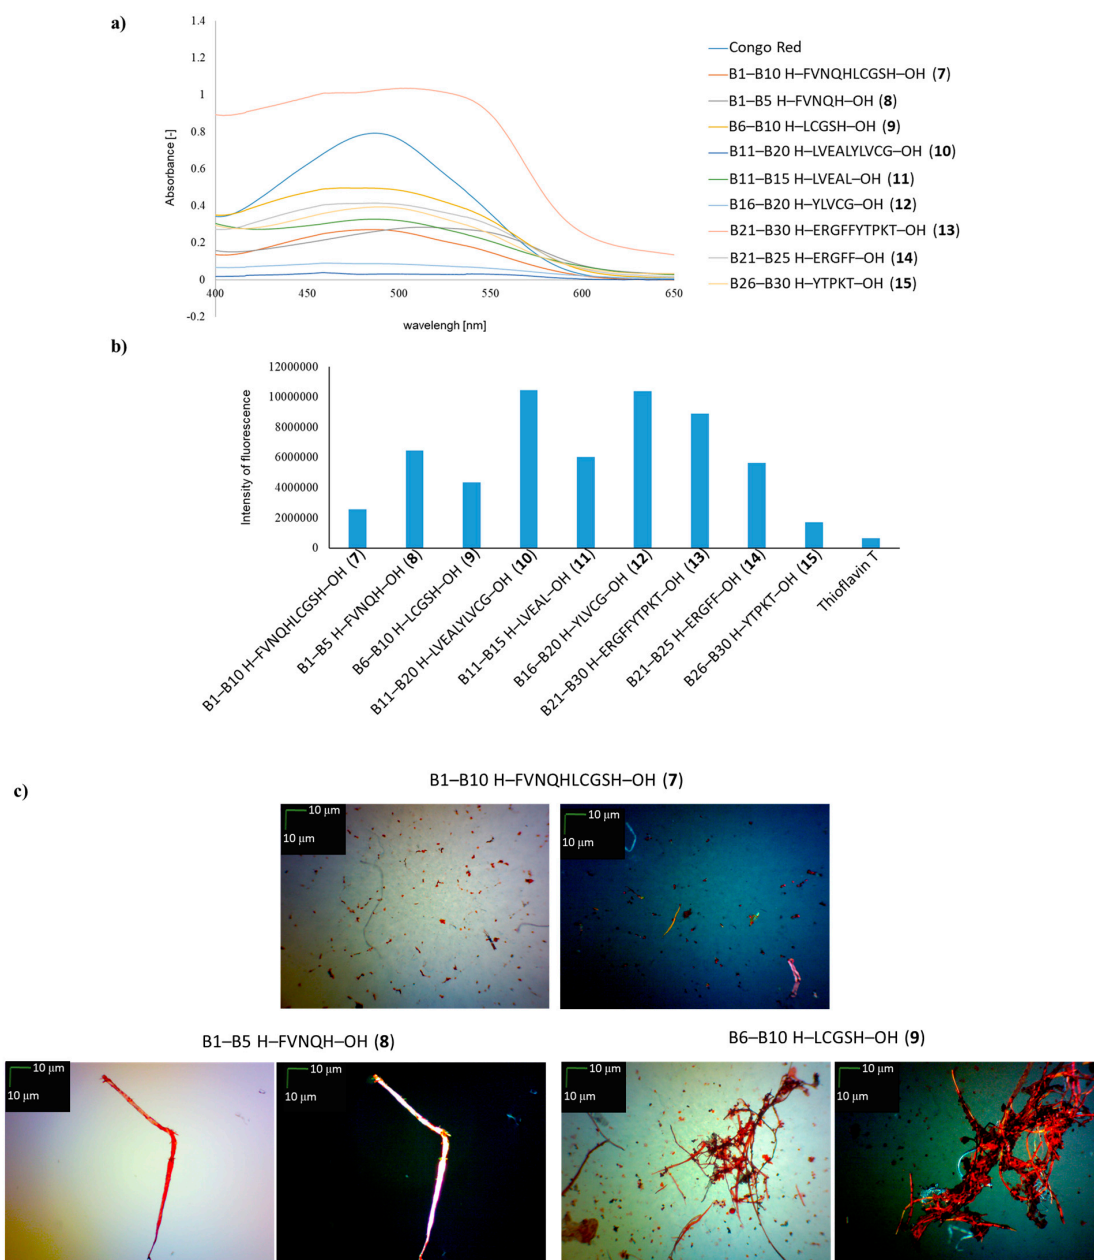 a)
1.4
1.2
1
0.8
0.6
0.4
0.2
0
-0.2
Absorbance [-]
400
450
500
550
600
650
wavelengh [nm]
Congo Red
B1–B10 H–FVNQHLCGSH–OH (7)
B1–B5 H–FVNQH–OH (8)
B6–B10 H–LCGSH–OH (9)
B11–B20 H–LVEALYLVCG–OH (10)
B11–B15 H–LVEAL–OH (11)
B16–B20 H–YLVCG–OH (12)
B21–B30 H–ERGFFYTPKT–OH (13)
B21–B25 H–ERGFF–OH (14)
B26–B30 H–YTPKT–OH (15)
b)
12000000
10000000
8000000
6000000
4000000
2000000
0
Intensity of fluorescence
B1–B10 H–FVNQHLCGSH–OH (7)
B1–B5 H–FVNQH–OH (8)
B6–B10 H–LCGSH–OH (9)
B11–B20 H–LVEALYLVCG–OH (10)
B11–B15 H–LVEAL–OH (11)
B16–B20 H–YLVCG–OH (12)
B21–B30 H–ERGFFYTPKT–OH (13)
B21–B25 H–ERGFF–OH (14)
B26–B30 H–YTPKT–OH (15)
Thioflavin T
c)
B1–B10 H–FVNQHLCGSH–OH (7)
10 μm
10 μm
10 μm
10 μm
B1–B5 H–FVNQH–OH (8)
B6–B10 H–LCGSH–OH (9)
10 μm
10 μm
10 μm
10 μm
10 μm
10 μm
10 μm
10 μm